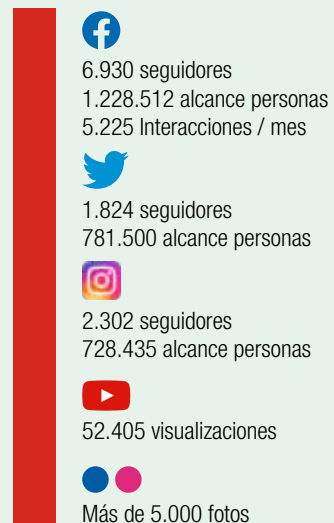 6.930 seguidores
1.228.512 alcance personas
5.225 Interacciones / mes
1.824 seguidores
781.500 alcance personas
2.302 seguidores
728.435 alcance personas
52.405 visualizaciones
Más de 5.000 fotos